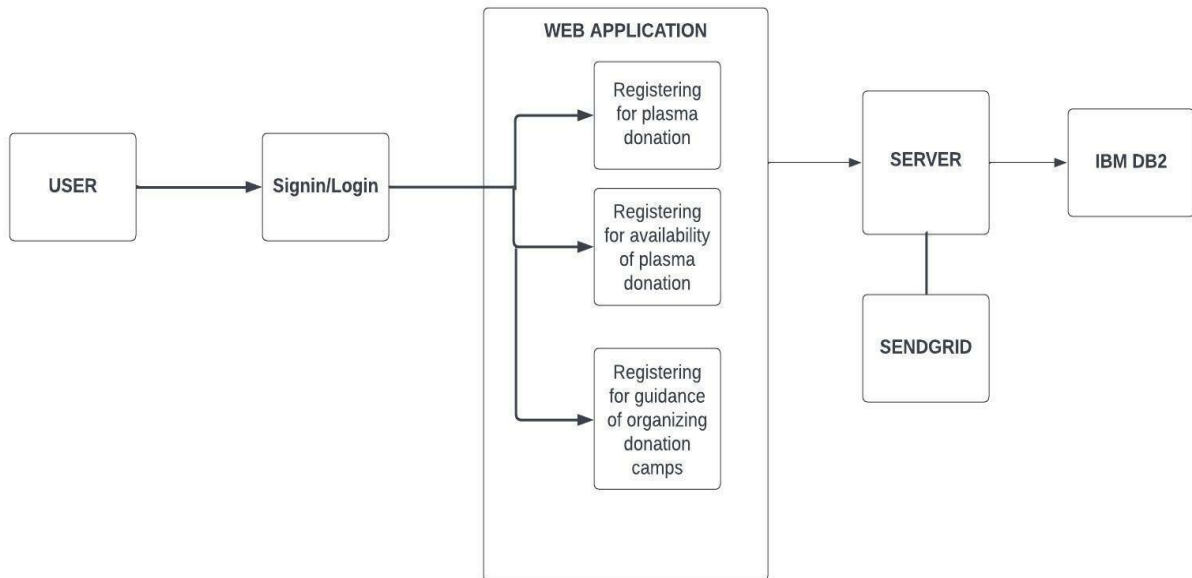 WEB APPLICATION
Registering
for plasma
donation
USER
Signin/Login
Registering
for availability
of plasma
donation
Registering
for guidance
of organizing
donation
camps
SERVER
IBM DB2
SENDGRID